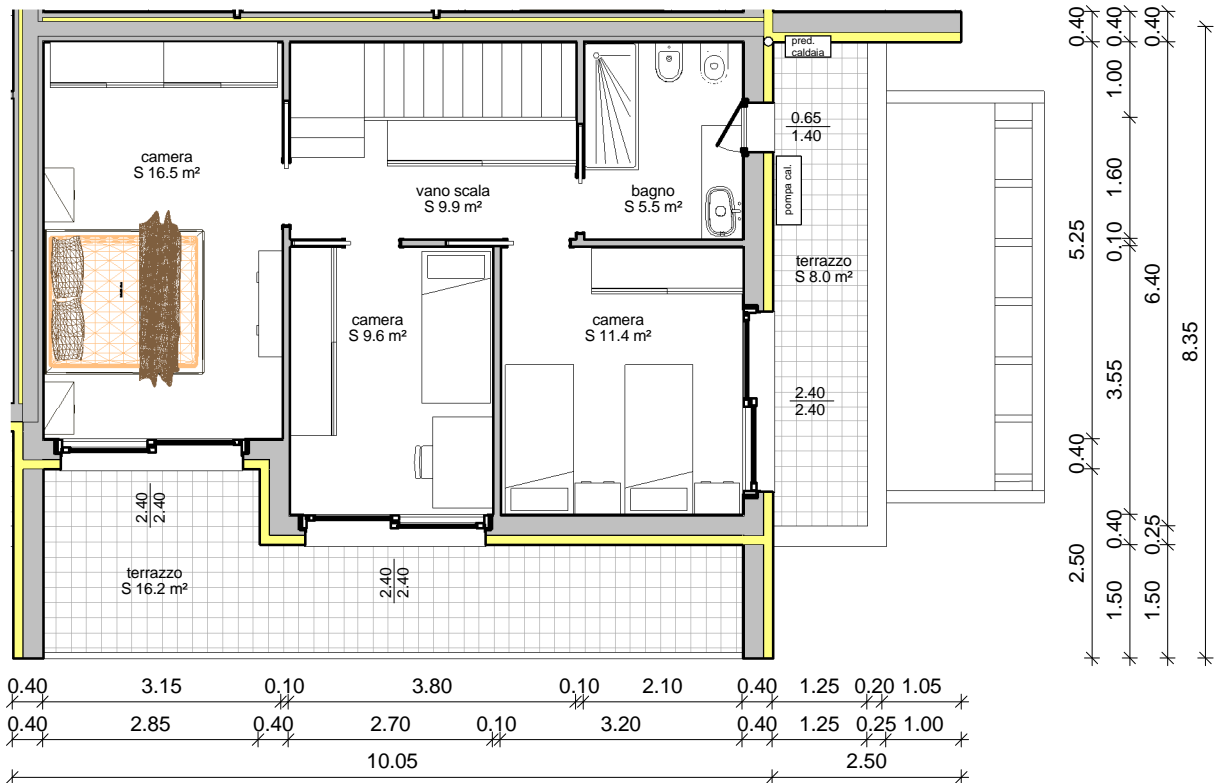 pred.
caldaia
0.65
1.40
camera
S 16.5 m²
vano scala
S 9.9 m²
bagno
S 5.5 m²
pompa cal.
terrazzo
S 8.0 m²
camera
S 9.6 m²
camera
S 11.4 m²
2.40
2.40
2.40
2.40
terrazzo
S 16.2 m²
2.40
2.40
0.40 3.15 0.10 3.80 0.10 2.10 0.40 1.25 0.20 1.05
0.40 2.85 0.40 2.70 0.10 3.20 0.40 1.25 0.25 1.00
10.05 2.50
0.40 5.25 0.40 2.50
0.40 1.00 1.60 0.10 3.55 0.40 1.50
0.40 6.40 0.25 1.50
8.35